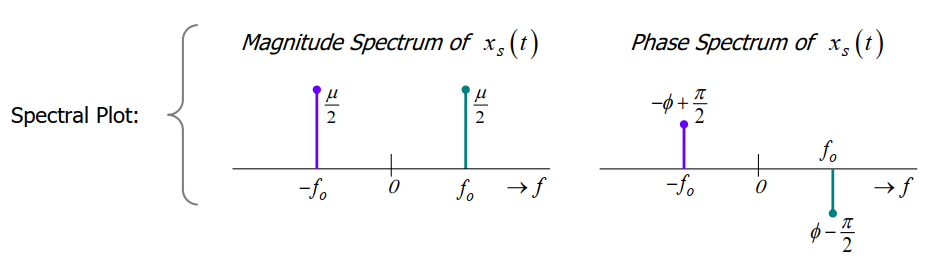 Magnitude Spectrum of x_s(t)
Phase Spectrum of x_s(t)
Spectral Plot:
μ/2
μ/2
−f_o
0
f_o
→f
−ϕ+π/2
f_o
−f_o
0
→f
ϕ−π/2